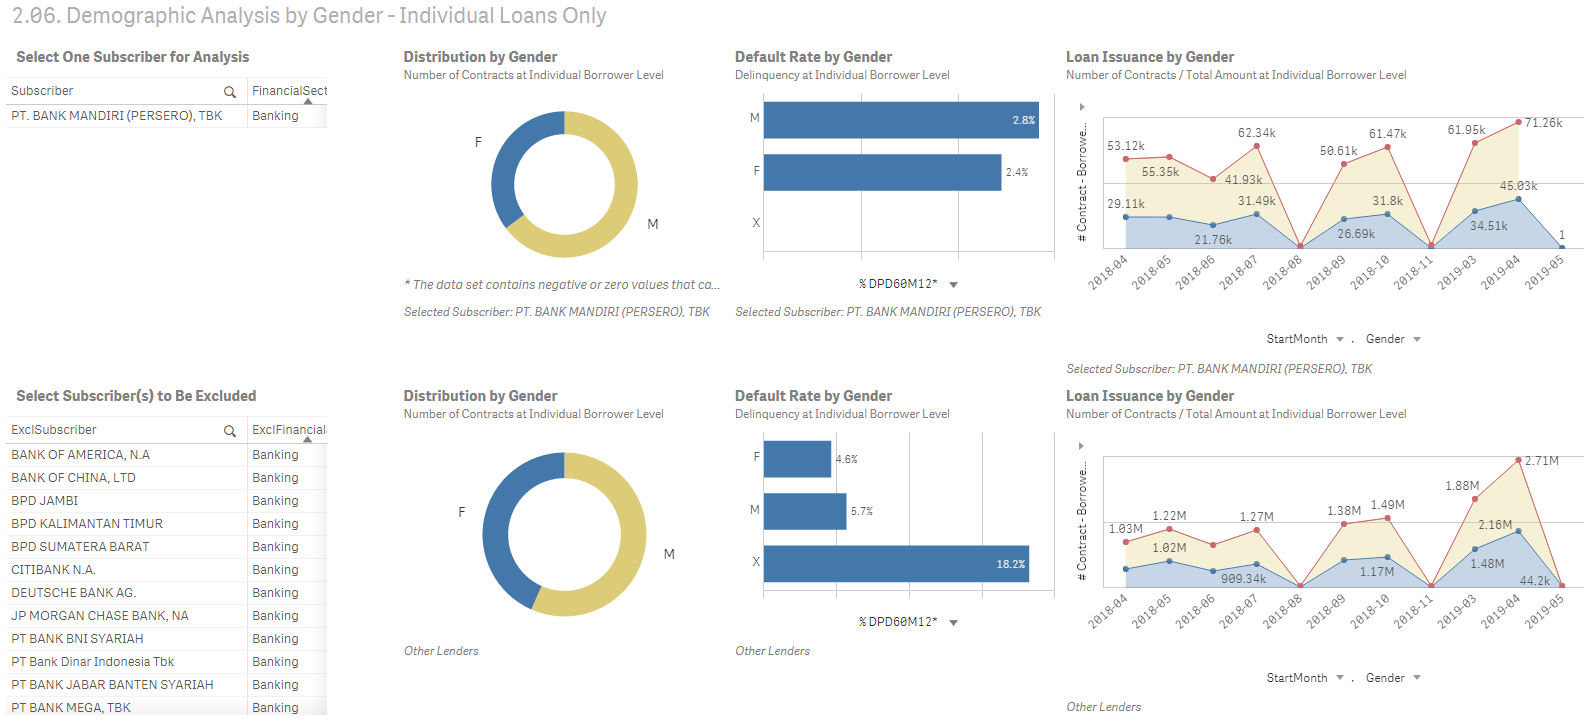 2.06. Demographic Analysis by Gender - Individual Loans Only
Select One Subscriber for Analysis
Subscriber FinancialSect
PT. BANK MANDIRI (PERSERO), TBK Banking
Distribution by Gender
Number of Contracts at Individual Borrower Level
F
M
* The data set contains negative or zero values that ca...
Selected Subscriber: PT. BANK MANDIRI (PERSERO), TBK
Default Rate by Gender
Delinquency at Individual Borrower Level
M 2.8%
F 2.4%
X
% DPD60M12*
Selected Subscriber: PT. BANK MANDIRI (PERSERO), TBK
Loan Issuance by Gender
Number of Contracts / Total Amount at Individual Borrower Level
# Contract - Borrowe...
53.12k 55.35k 41.93k 62.34k 50.61k 61.47k 61.95k 71.26k
29.11k 21.76k 31.49k 26.69k 31.8k 34.51k 45.03k 1
2018-04 2018-05 2018-06 2018-07 2018-08 2018-09 2018-10 2018-11 2019-03 2019-04 2019-05
StartMonth . Gender
Selected Subscriber: PT. BANK MANDIRI (PERSERO), TBK
Select Subscriber(s) to Be Excluded
ExclSubscriber ExclFinancial
BANK OF AMERICA, N.A Banking
BANK OF CHINA, LTD Banking
BPD JAMBI Banking
BPD KALIMANTAN TIMUR Banking
BPD SUMATERA BARAT Banking
CITIBANK N.A. Banking
DEUTSCHE BANK AG. Banking
JP MORGAN CHASE BANK, NA Banking
PT BANK BNI SYARIAH Banking
PT Bank Dinar Indonesia Tbk Banking
PT BANK JABAR BANTEN SYARIAH Banking
PT BANK MEGA, TBK Banking
Distribution by Gender
Number of Contracts at Individual Borrower Level
F
M
Other Lenders
Default Rate by Gender
Delinquency at Individual Borrower Level
F 4.6%
M 5.7%
X 18.2%
% DPD60M12*
Other Lenders
Loan Issuance by Gender
Number of Contracts / Total Amount at Individual Borrower Level
# Contract - Borrowe...
1.03M 1.22M 1.27M 1.38M 1.49M 1.88M 2.71M
1.02M 909.34k 1.17M 1.48M 2.16M 44.2k
2018-04 2018-05 2018-06 2018-07 2018-08 2018-09 2018-10 2018-11 2019-03 2019-04 2019-05
StartMonth . Gender
Other Lenders